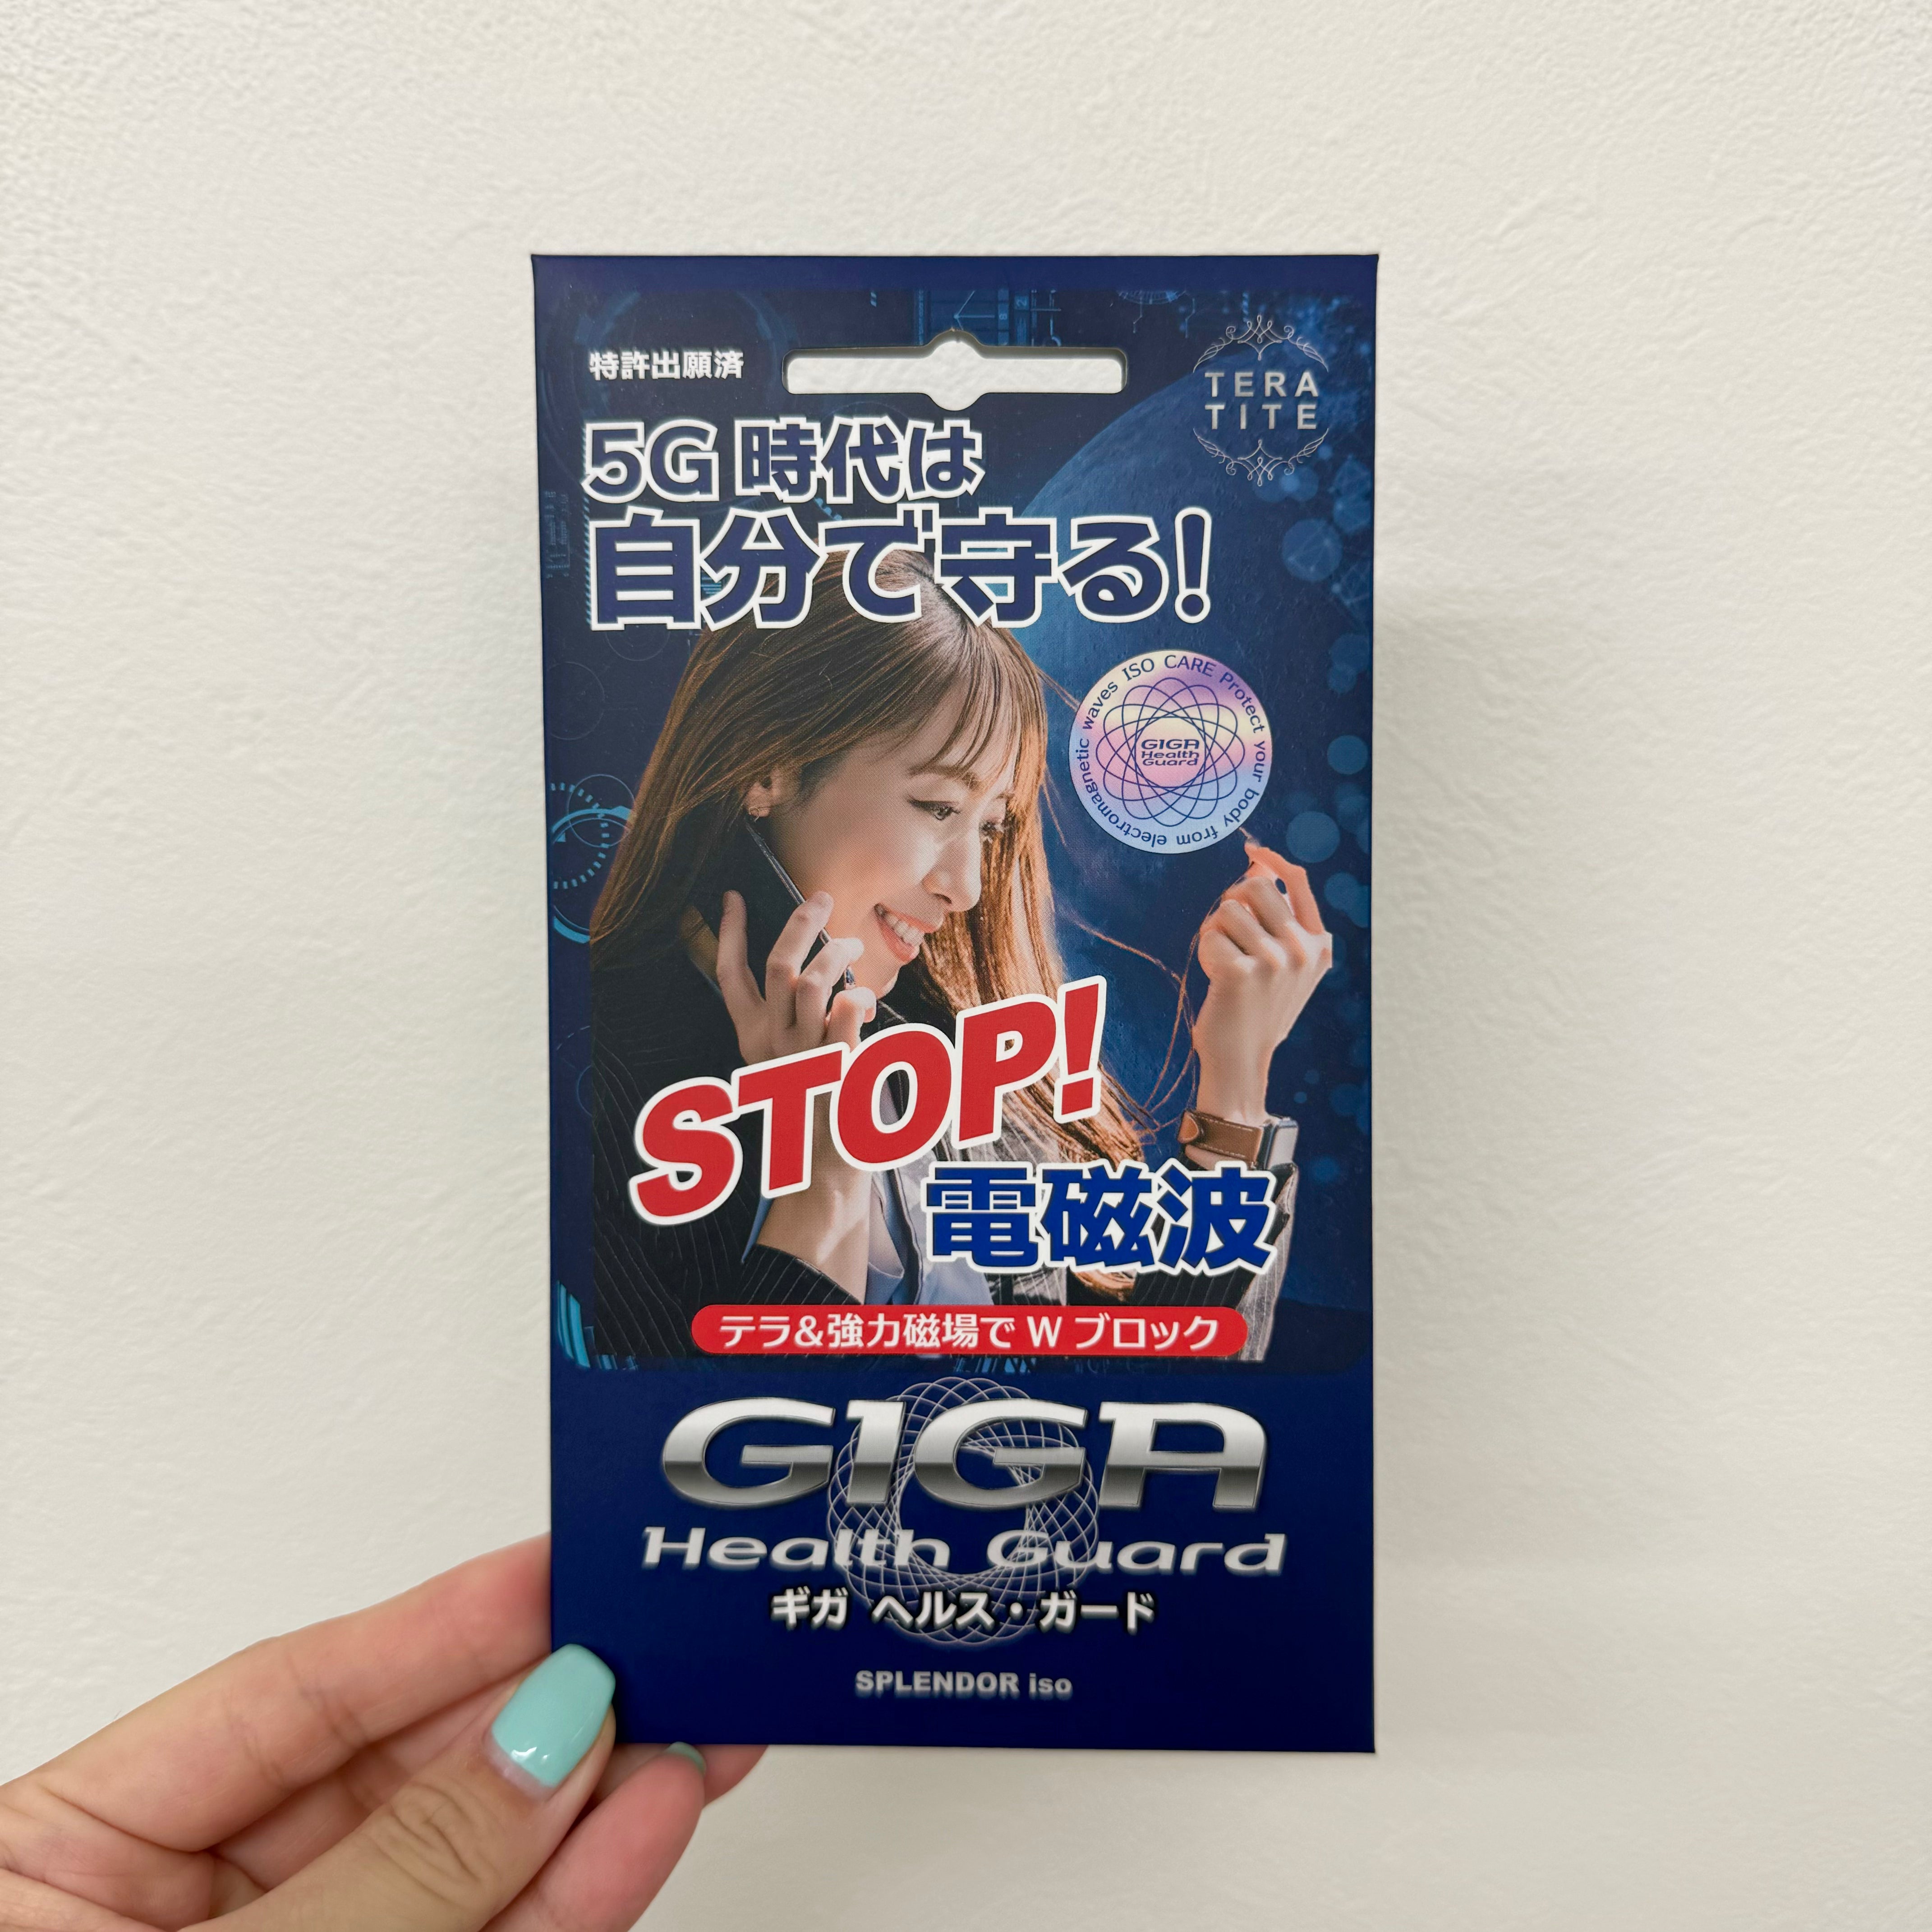 特許出願済
TERA
TITE
5G 時代は
自分で守る!
ISO CARE Protect your body from electromagnetic waves
GIGA
Health
Guard
STOP!
電磁波
テラ&強力磁場で W ブロック
GIGA
Health Guard
ギガ ヘルス・ガード
SPLENDOR iso